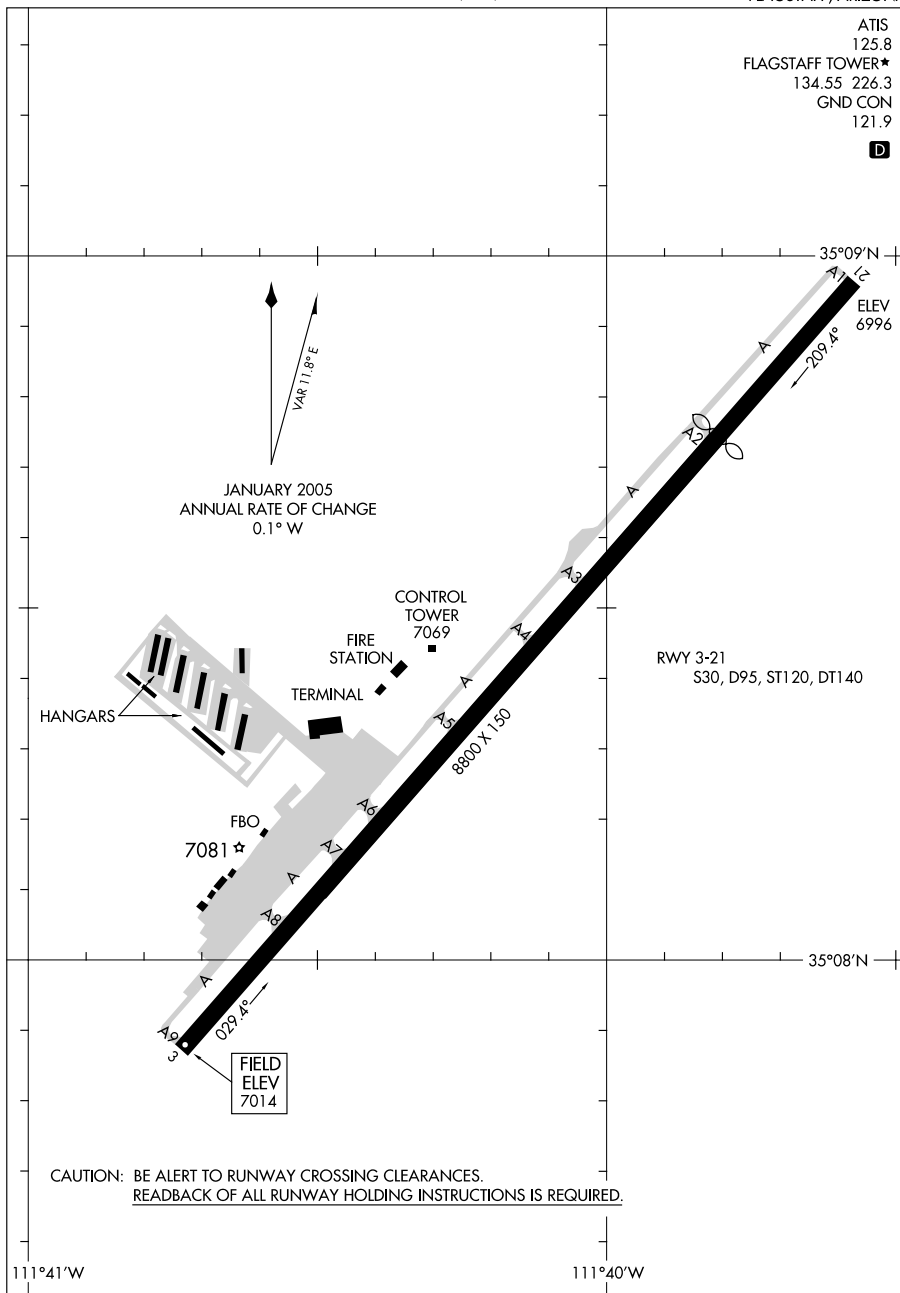 ATIS
125.8
FLAGSTAFF TOWER★
134.55 226.3
GND CON
121.9
D
35°09'N
A1
21
ELEV
6996
209.4°
A
VAR 11.8° E
A2
A
JANUARY 2005
ANNUAL RATE OF CHANGE
0.1° W
A3
CONTROL
TOWER
7069
A4
FIRE
STATION
RWY 3-21
S30, D95, ST120, DT140
A
TERMINAL
HANGARS
A5
8800 X 150
A6
FBO
7081
A7
A
A8
35°08'N
A
029.4°
A9
3
FIELD
ELEV
7014
CAUTION: BE ALERT TO RUNWAY CROSSING CLEARANCES.
READBACK OF ALL RUNWAY HOLDING INSTRUCTIONS IS REQUIRED.
111°41'W
111°40'W